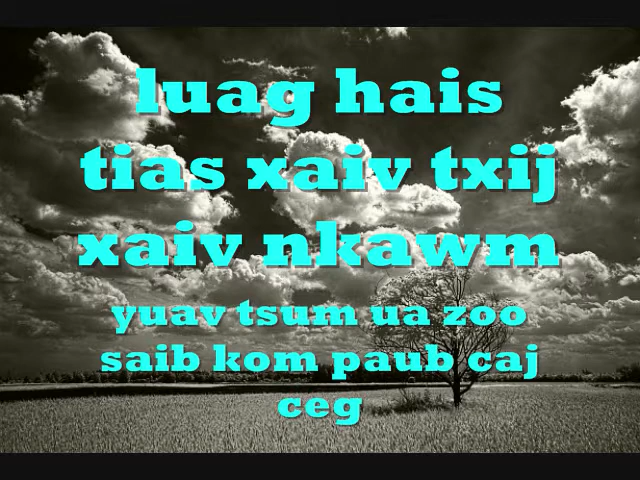 luag hais
tias xaiv txij
xaiv nkawm
yuav tsum ua zoo
saib kom paub caj
ceg